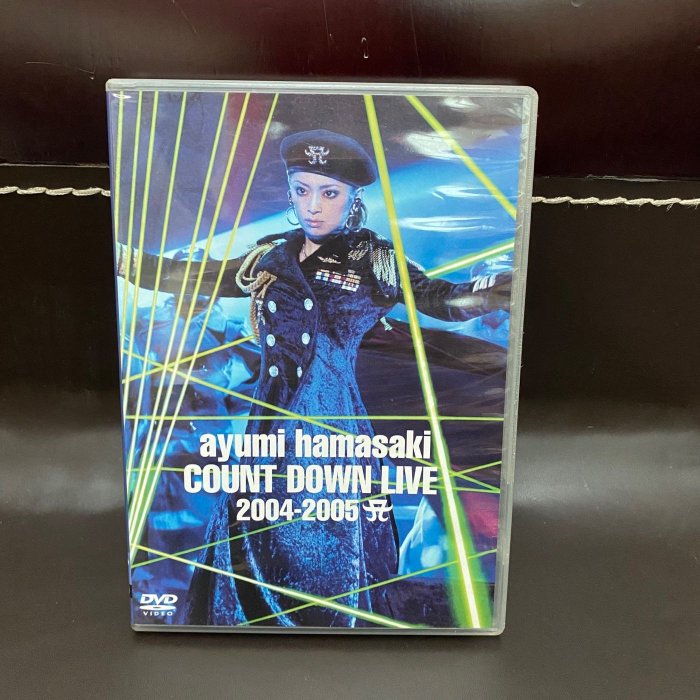 ayumi hamasaki
COUNT DOWN LIVE
2004-2005 A
DVD
VIDEO